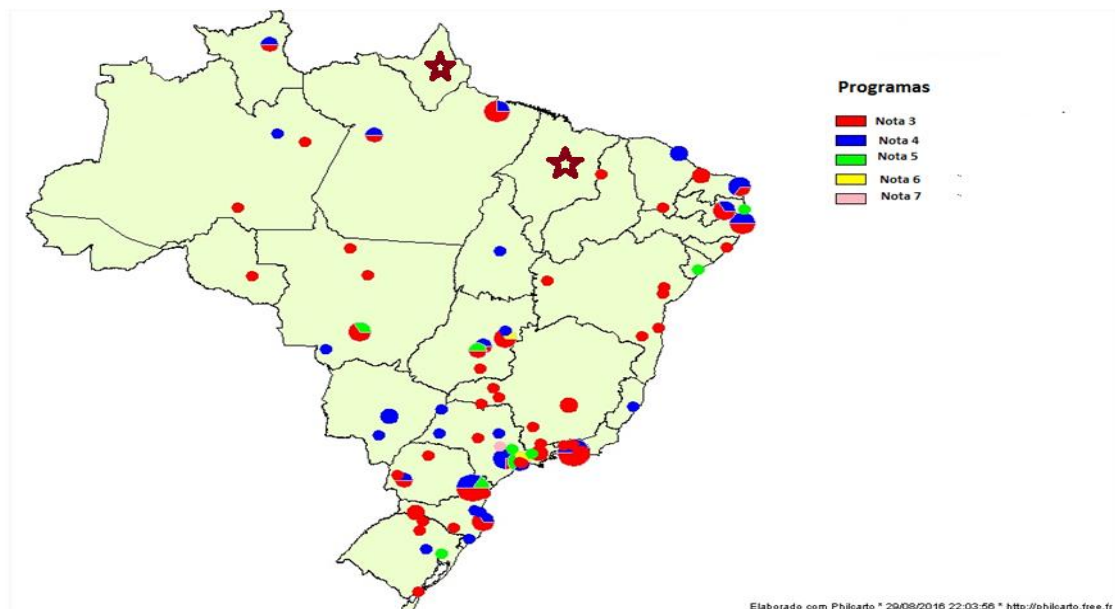 Programas
Nota 3
Nota 4
Nota 5
Nota 6
Nota 7
Elaborado com Philcarto * 29/08/2016 22:03:56 * http://philcarto.free.fr